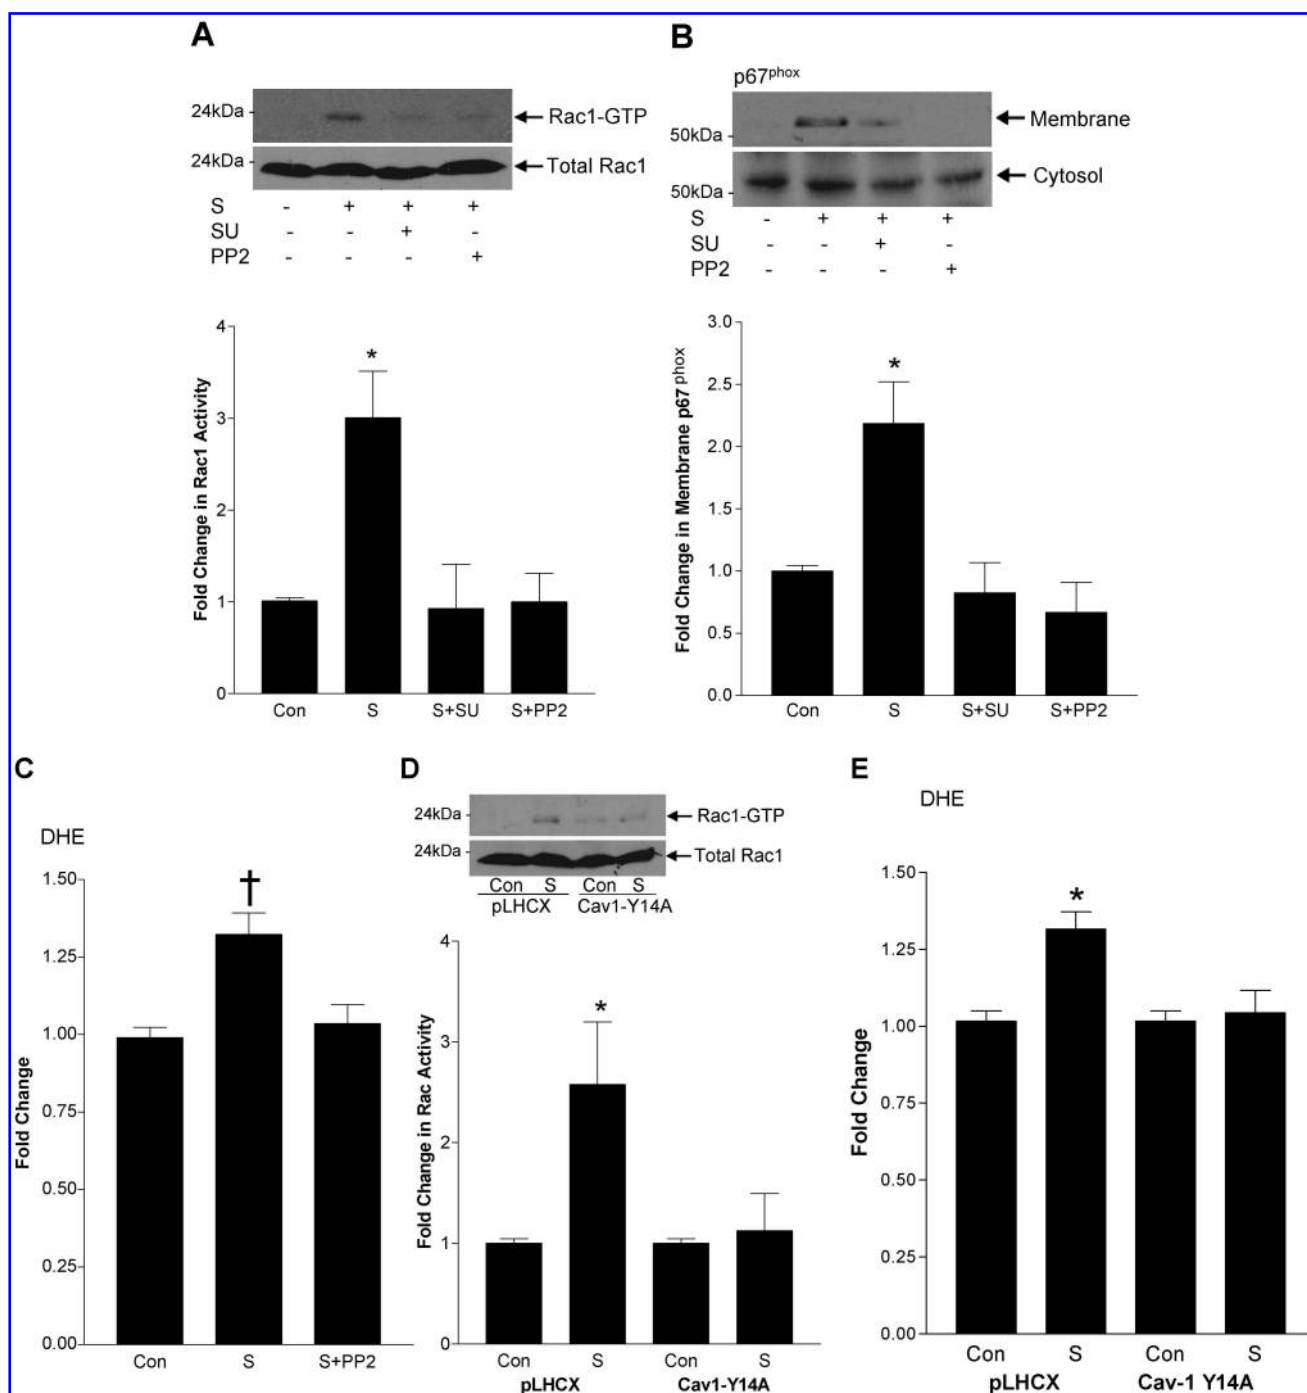 A
24kDa
Rac1-GTP
24kDa
Total Rac1
S - + + +
SU - - + -
PP2 - - - +
Fold Change in Rac1 Activity
4
3
2
1
0
*
Con S S+SU S+PP2
B
p67phox
50kDa
Membrane
50kDa
Cytosol
S - + + +
SU - - + -
PP2 - - - +
Fold Change in Membrane p67phox
3.0
2.5
2.0
1.5
1.0
0.5
0.0
*
Con S S+SU S+PP2
C
DHE
Fold Change
1.50
1.25
1.00
0.75
0.50
0.25
0.00
†
Con S S+PP2
D
24kDa
Rac1-GTP
24kDa
Total Rac1
Con S Con S
pLHCX Cav1-Y14A
Fold Change in Rac Activity
4
3
2
1
0
*
Con S Con S
pLHCX Cav1-Y14A
E
DHE
Fold Change
1.50
1.25
1.00
0.75
0.50
0.25
0.00
*
Con S Con S
pLHCX Cav-1 Y14A